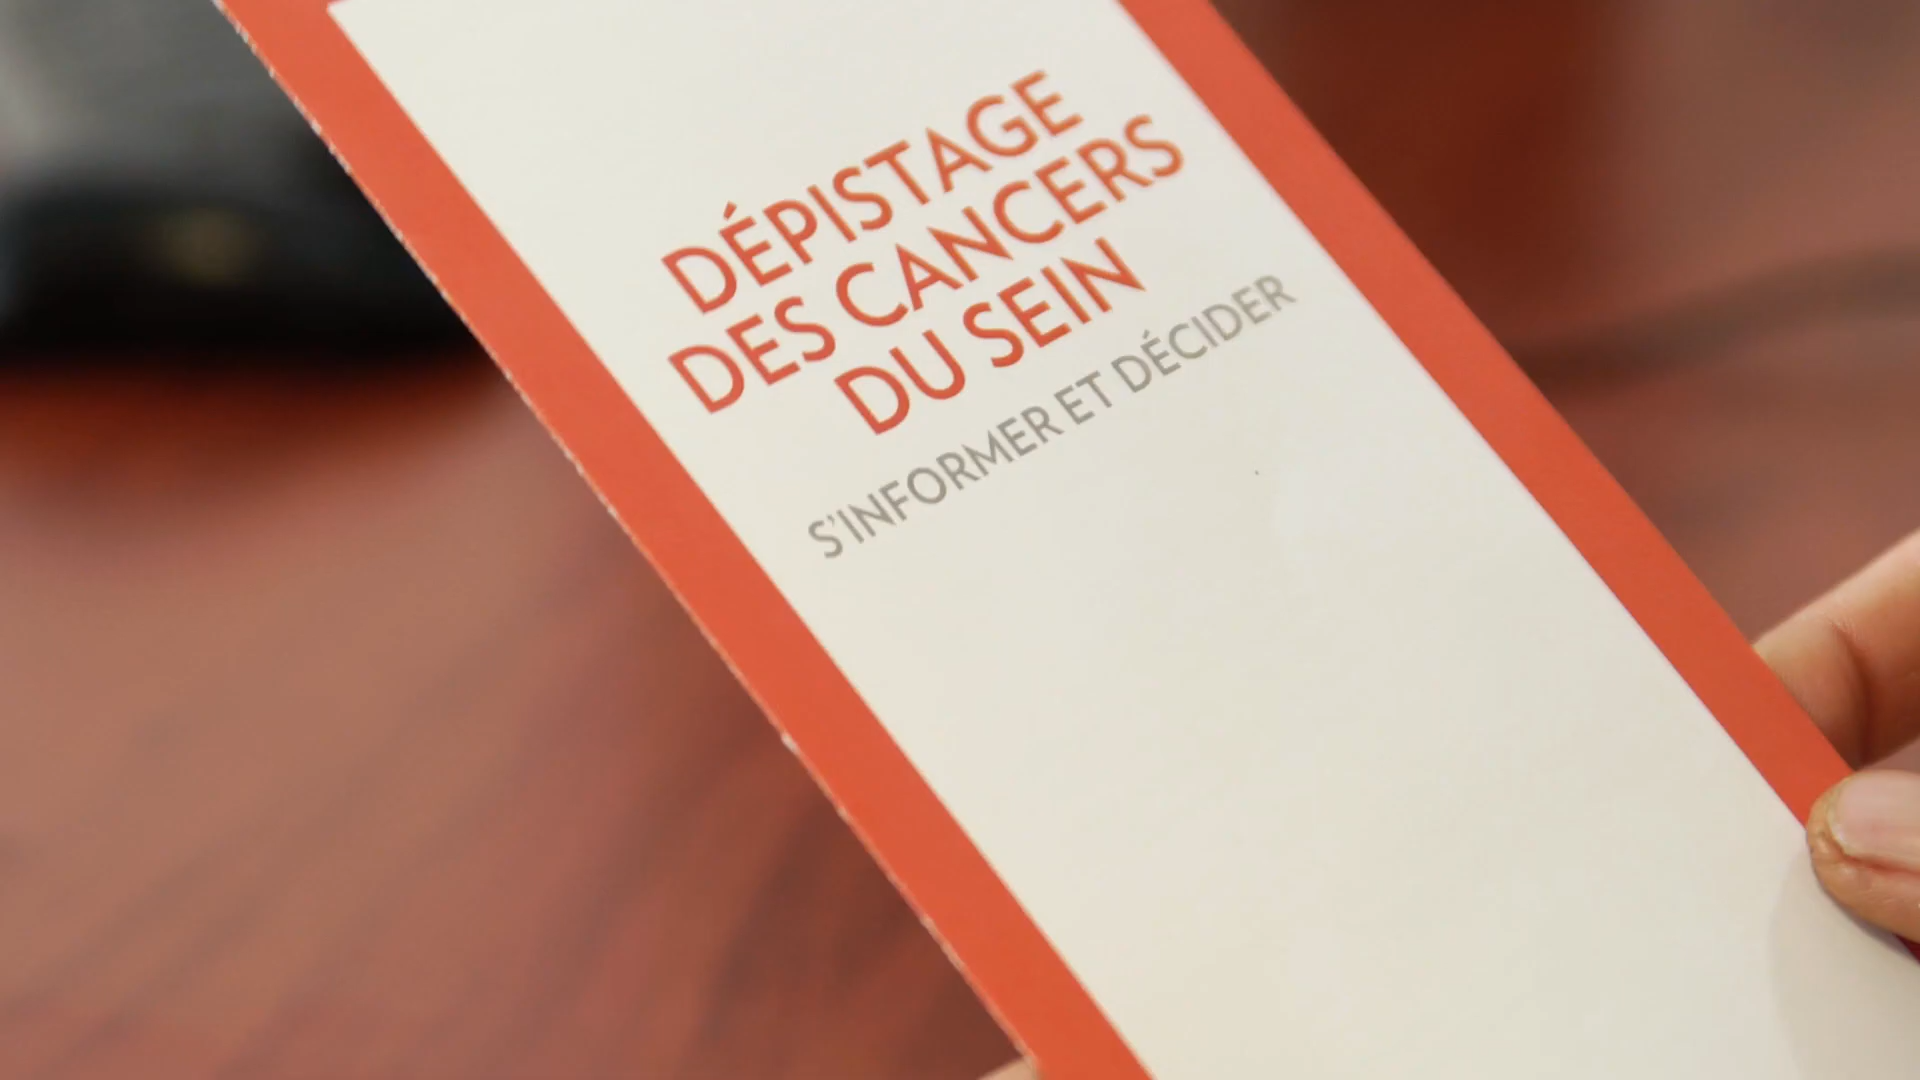 DÉPISTAGE
DES CANCERS
DU SEIN
S'INFORMER ET DÉCIDER